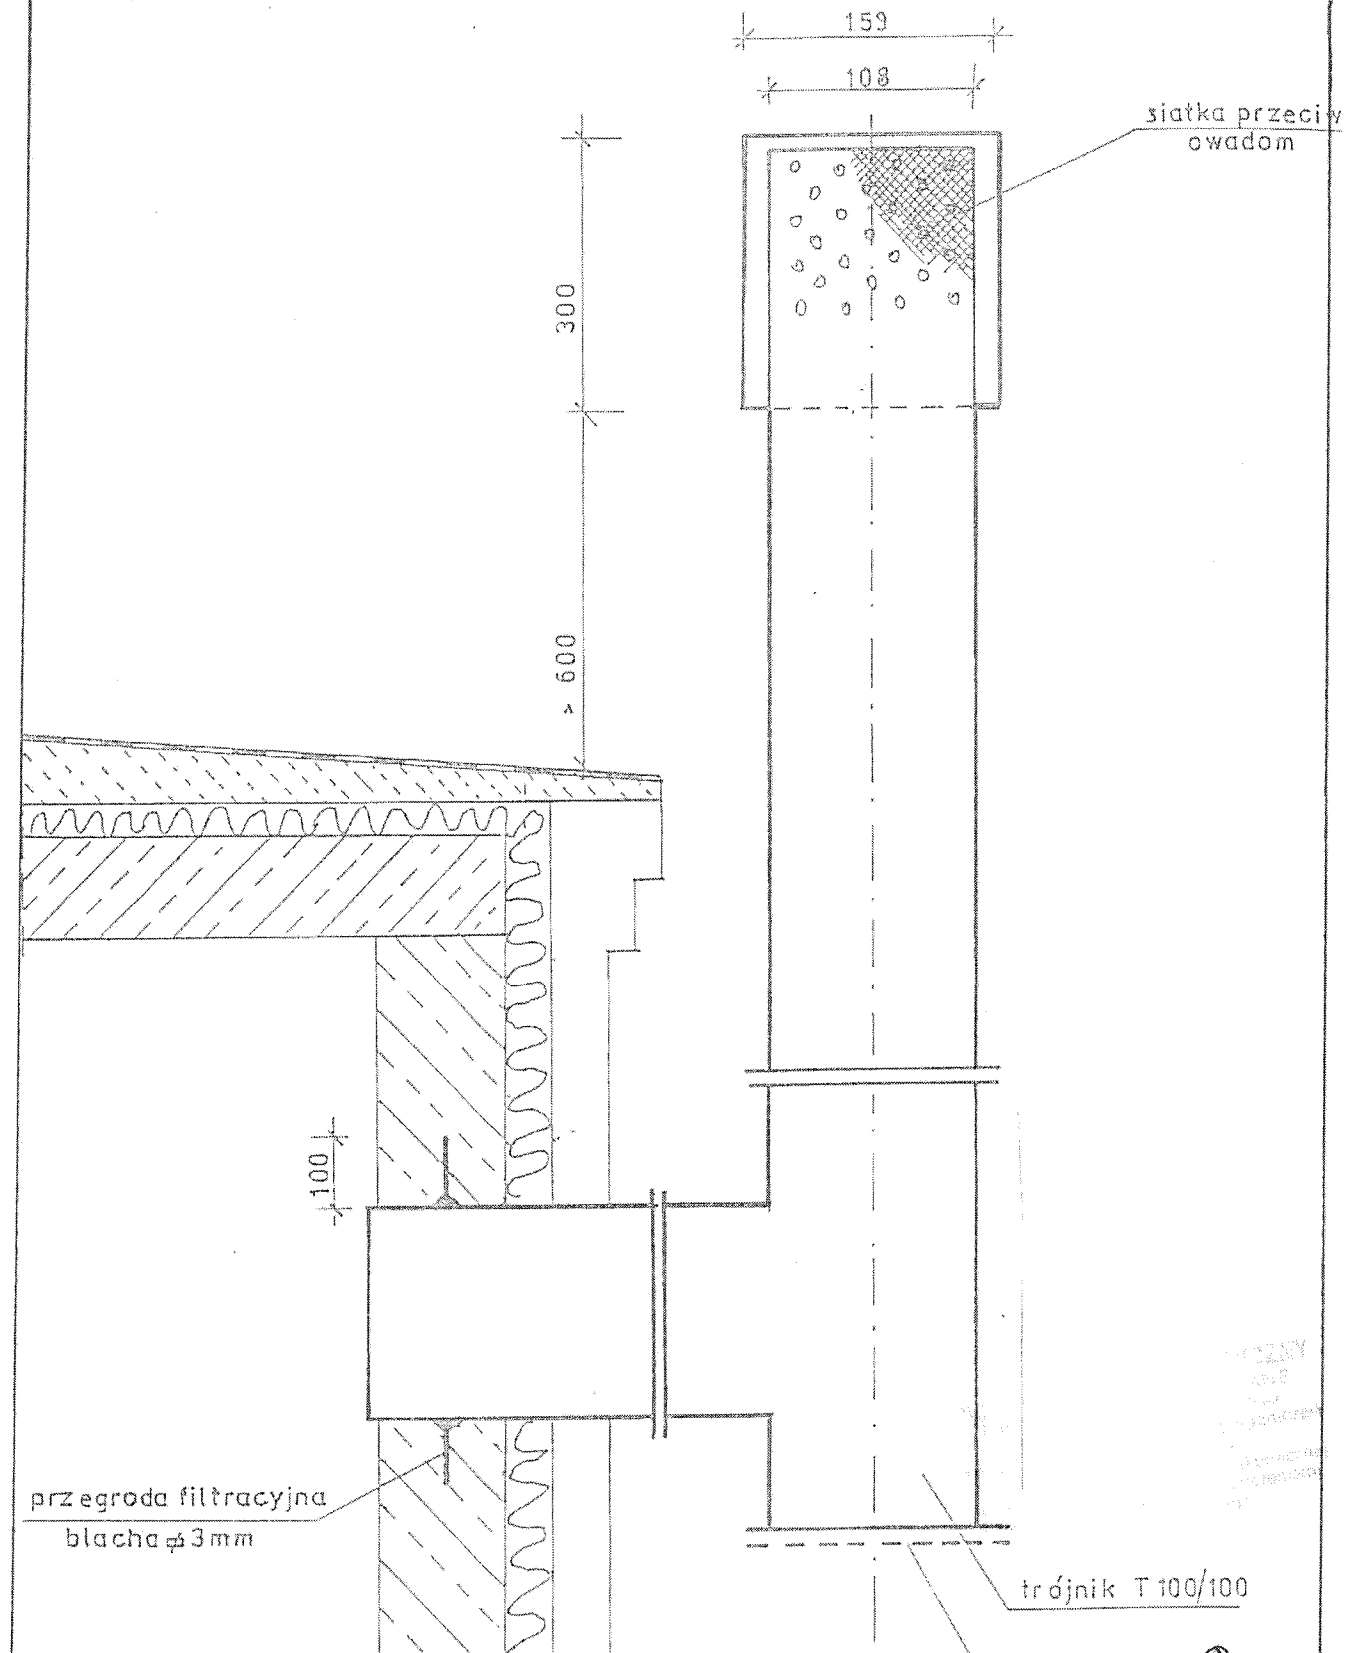 159
108
siatka przeciw
owadom
300
> 600
100
przegroda filtracyjna
blacha ≠ 3mm
trójnik T 100/100